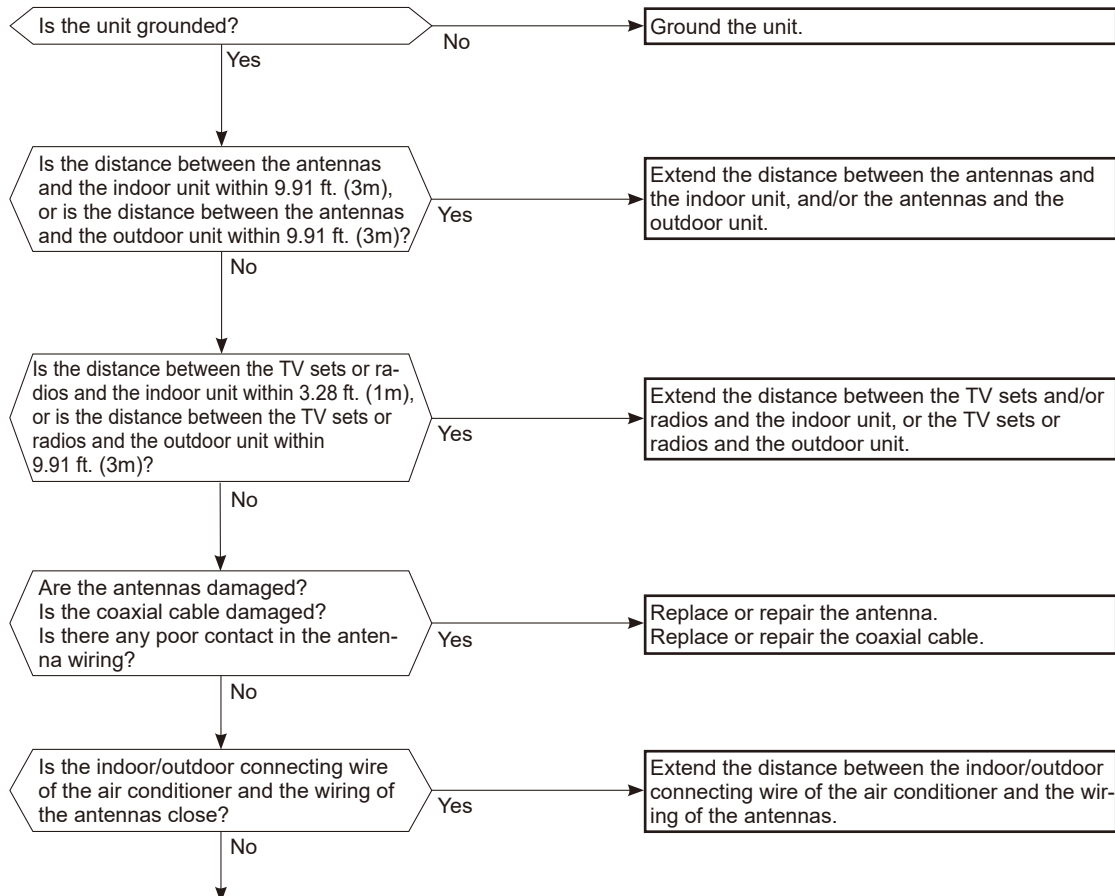 Is the unit grounded?
No
Ground the unit.
Yes
Is the distance between the antennas
and the indoor unit within 9.91 ft. (3m),
or is the distance between the antennas
and the outdoor unit within 9.91 ft. (3m)?
Yes
Extend the distance between the antennas and
the indoor unit, and/or the antennas and the
outdoor unit.
No
Is the distance between the TV sets or ra-
dios and the indoor unit within 3.28 ft. (1m),
or is the distance between the TV sets or
radios and the outdoor unit within
9.91 ft. (3m)?
Yes
Extend the distance between the TV sets and/or
radios and the indoor unit, or the TV sets or
radios and the outdoor unit.
No
Are the antennas damaged?
Is the coaxial cable damaged?
Is there any poor contact in the anten-
na wiring?
Yes
Replace or repair the antenna.
Replace or repair the coaxial cable.
No
Is the indoor/outdoor connecting wire
of the air conditioner and the wiring of
the antennas close?
Yes
Extend the distance between the indoor/outdoor
connecting wire of the air conditioner and the wir-
ing of the antennas.
No